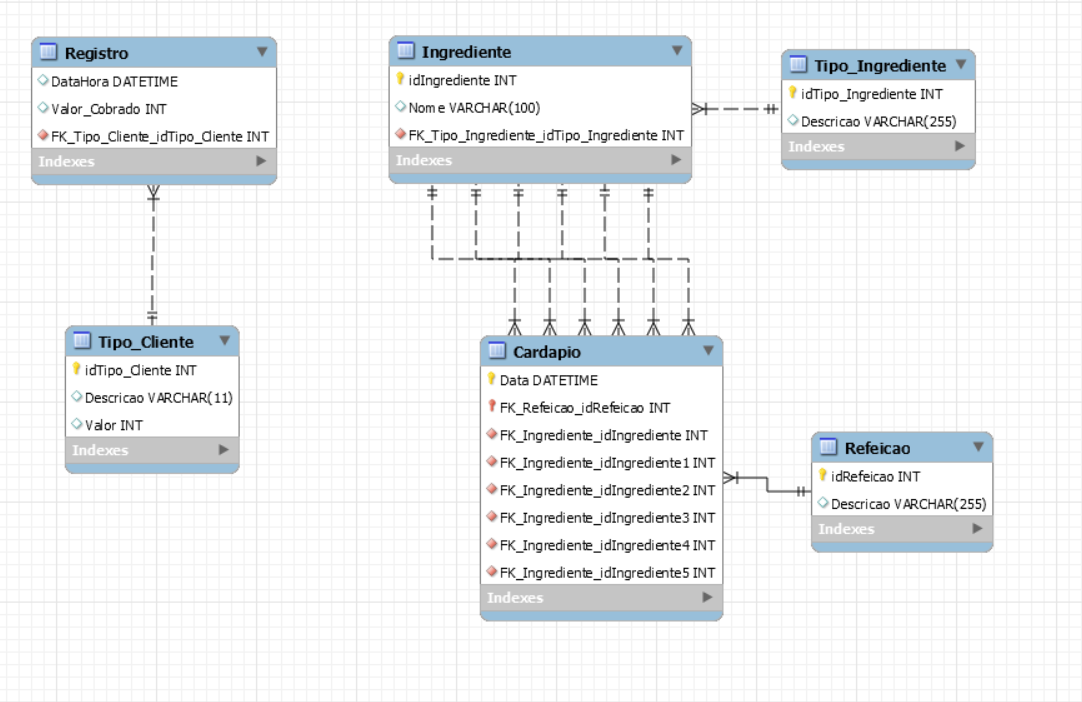 Registro
DataHora DATETIME
Valor_Cobrado INT
FK_Tipo_Cliente_idTipo_Cliente INT
Indexes
Ingrediente
idIngrediente INT
Nome VARCHAR(100)
FK_Tipo_Ingrediente_idTipo_Ingrediente INT
Indexes
Tipo_Ingrediente
idTipo_Ingrediente INT
Descricao VARCHAR(255)
Indexes
Tipo_Cliente
idTipo_Cliente INT
Descricao VARCHAR(11)
Valor INT
Indexes
Cardapio
Data DATETIME
FK_Refeicao_idRefeicao INT
FK_Ingrediente_idIngrediente INT
FK_Ingrediente_idIngrediente1 INT
FK_Ingrediente_idIngrediente2 INT
FK_Ingrediente_idIngrediente3 INT
FK_Ingrediente_idIngrediente4 INT
FK_Ingrediente_idIngrediente5 INT
Indexes
Refeicao
idRefeicao INT
Descricao VARCHAR(255)
Indexes